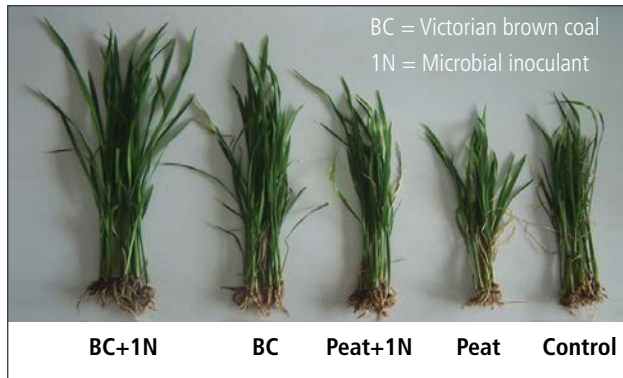 BC = Victorian brown coal
1N = Microbial inoculant
BC+1N BC Peat+1N Peat Control